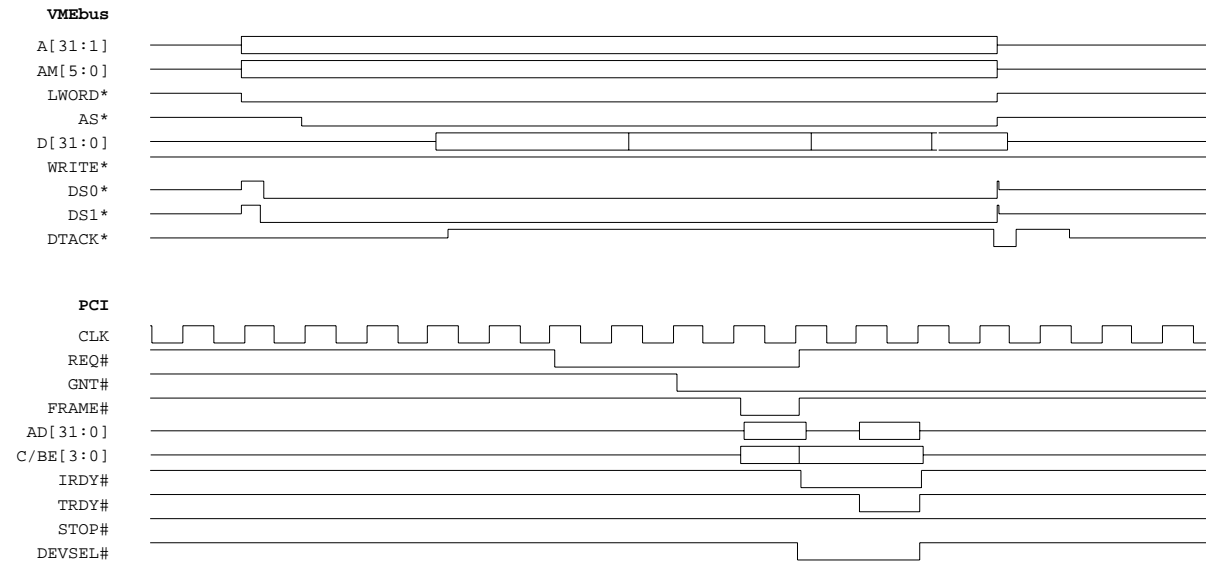 VMEbus
A[31:1]
AM[5:0]
LWORD*
AS*
D[31:0]
WRITE*
DS0*
DS1*
DTACK*
PCI
CLK
REQ#
GNT#
FRAME#
AD[31:0]
C/BE[3:0]
IRDY#
TRDY#
STOP#
DEVSEL#